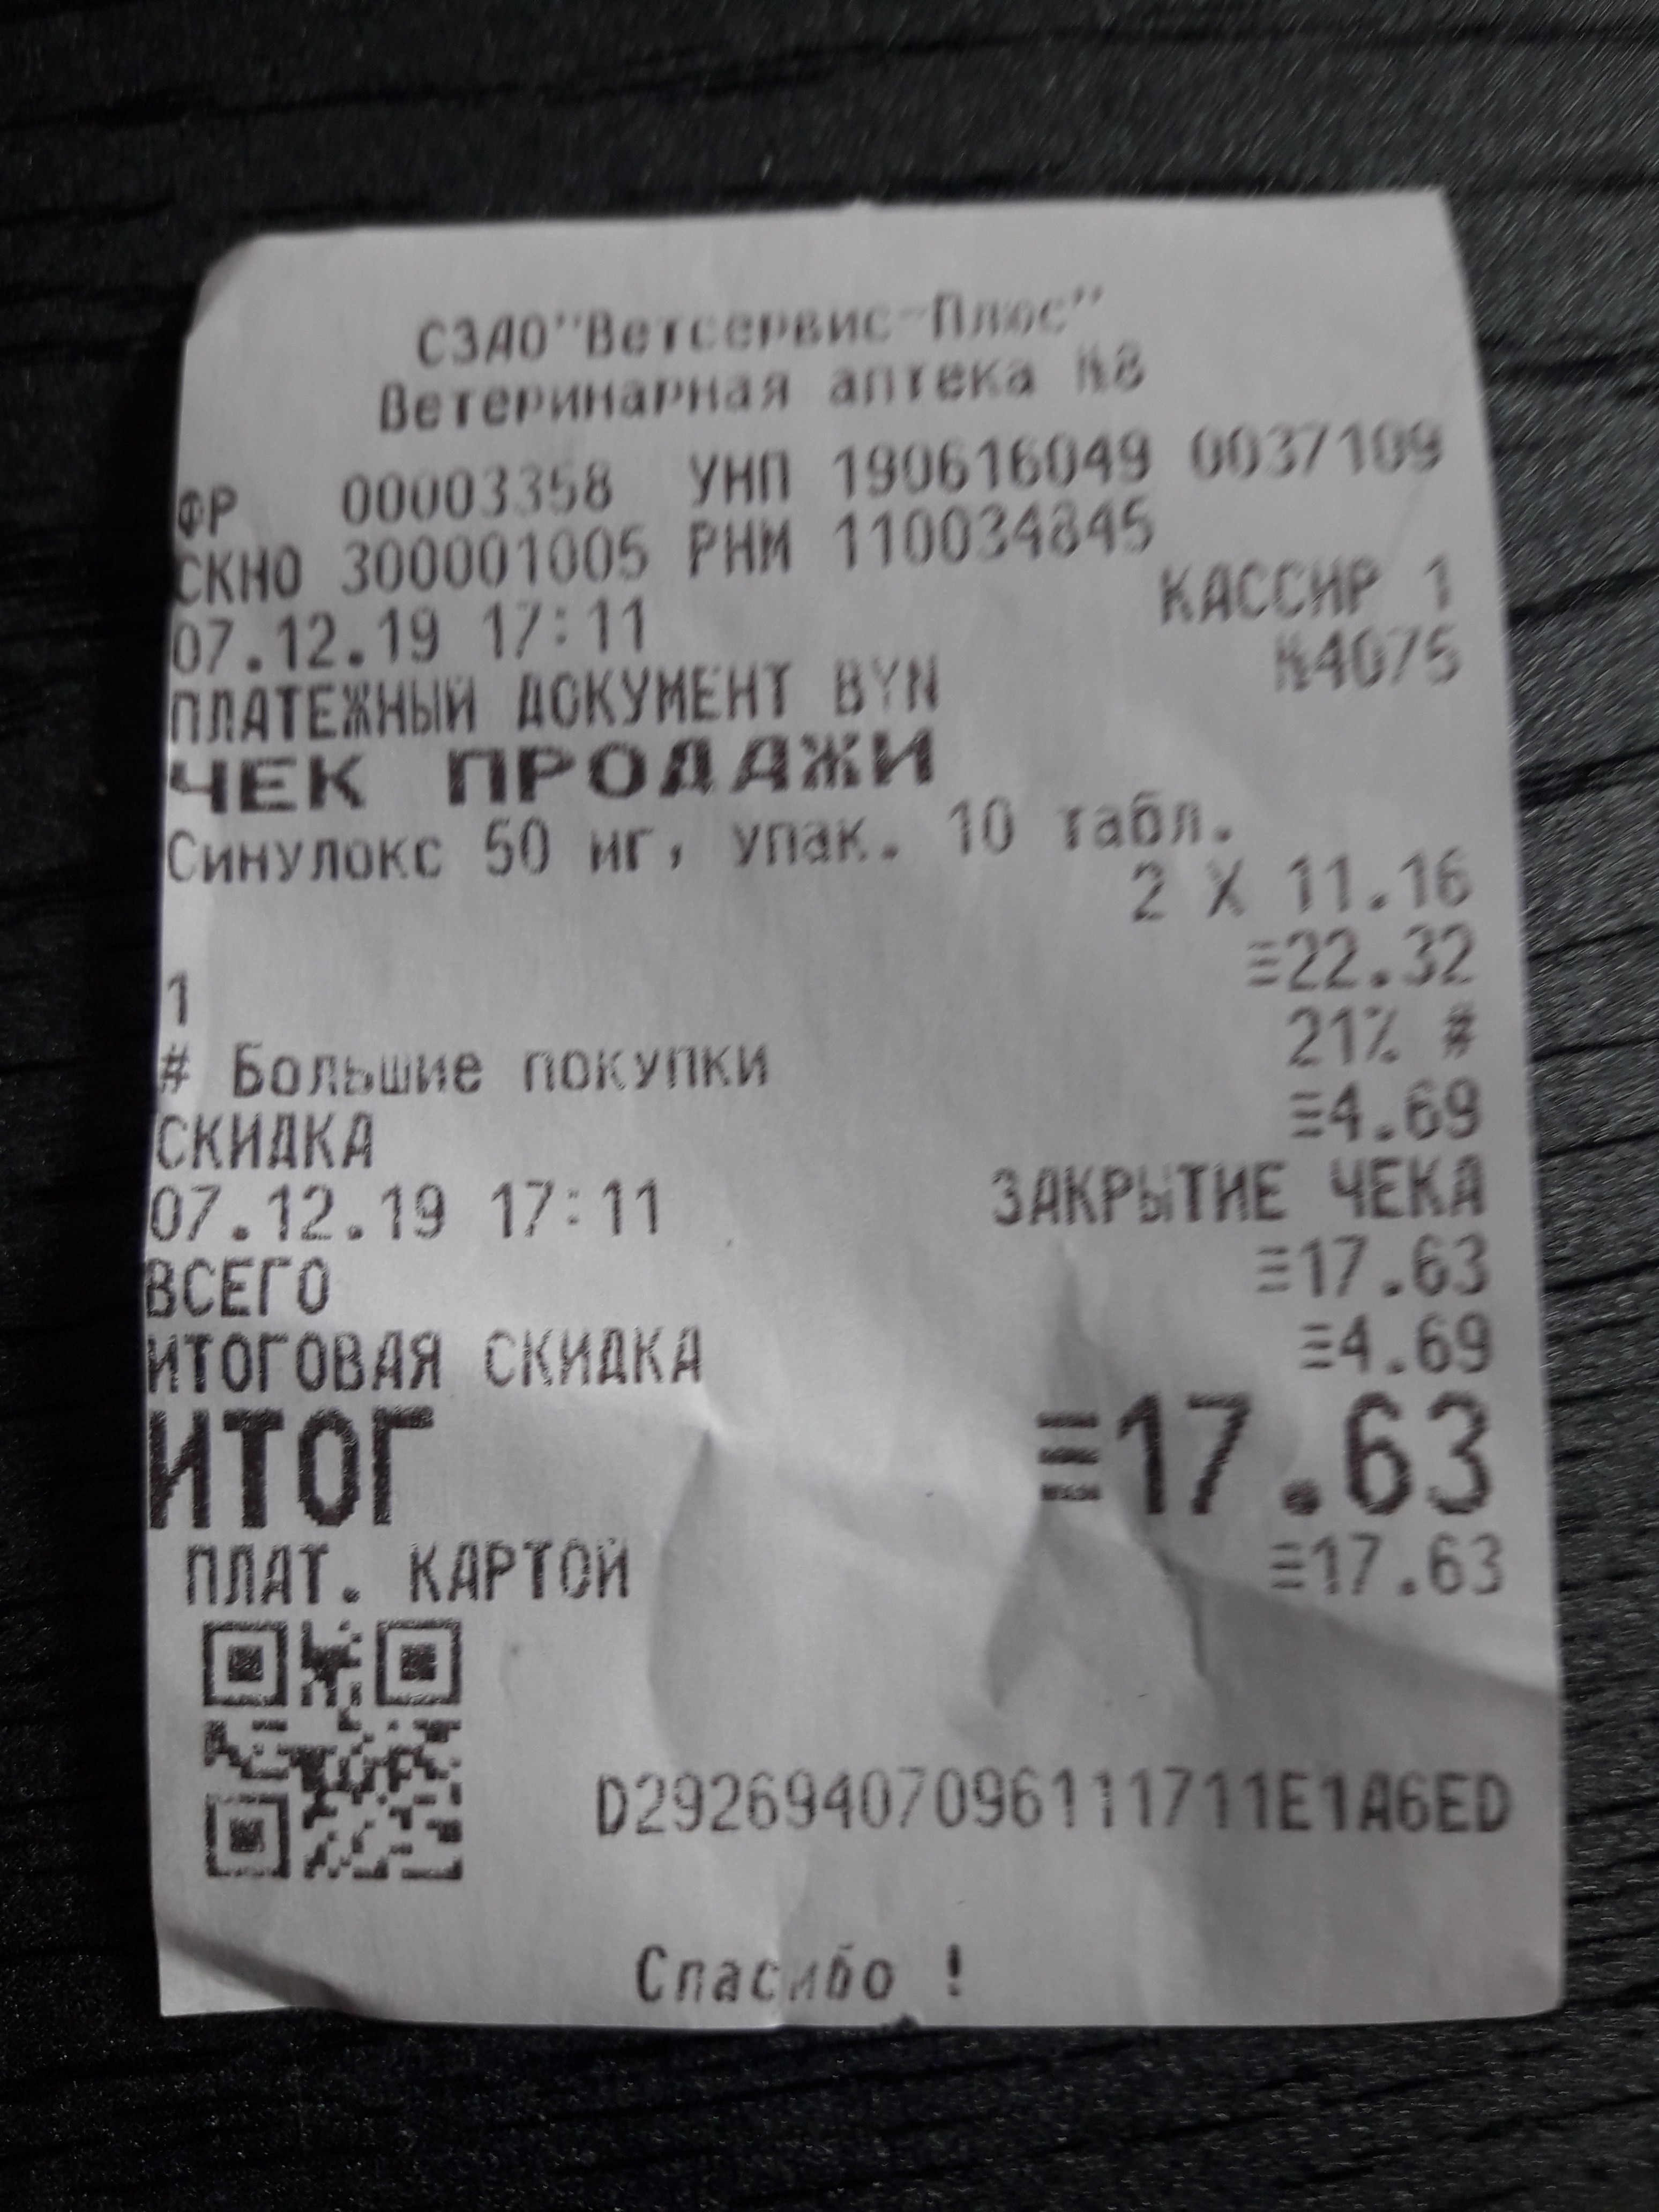 СЗАО"Ветсервис-Плюс"
Ветеринарная аптека №8
ФР 00003358 УНП 190616049 0037109
СКНО 300001005 РНМ 110034845
КАССИР 1
07.12.19 17:11 №4075
ПЛАТЕЖНЫЙ ДОКУМЕНТ BYN
ЧЕК ПРОДАЖИ
Синулокс 50 мг, упак. 10 табл.
2 X 11.16
1 ≡22.32
# Большие покупки 21% #
СКИДКА ≡4.69
07.12.19 17:11 ЗАКРЫТИЕ ЧЕКА
ВСЕГО ≡17.63
ИТОГОВАЯ СКИДКА ≡4.69
ИТОГ ≡17.63
ПЛАТ. КАРТОЙ ≡17.63
D29269407096111711E1A6ED
Спасибо !